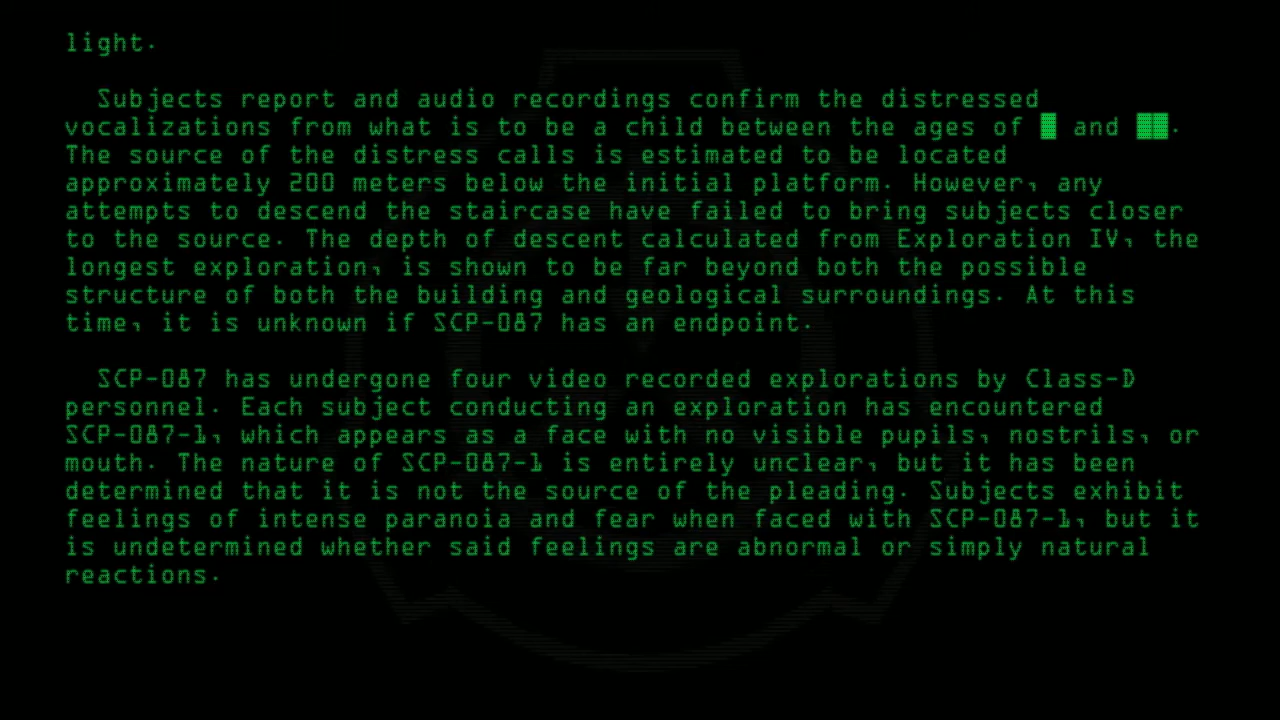 light.
Subjects report and audio recordings confirm the distressed
vocalizations from what is to be a child between the ages of █ and ██.
The source of the distress calls is estimated to be located
approximately 200 meters below the initial platform. However, any
attempts to descend the staircase have failed to bring subjects closer
to the source. The depth of descent calculated from Exploration IV, the
longest exploration, is shown to be far beyond both the possible
structure of both the building and geological surroundings. At this
time, it is unknown if SCP-087 has an endpoint.
SCP-087 has undergone four video recorded explorations by Class-D
personnel. Each subject conducting an exploration has encountered
SCP-087-1, which appears as a face with no visible pupils, nostrils, or
mouth. The nature of SCP-087-1 is entirely unclear, but it has been
determined that it is not the source of the pleading. Subjects exhibit
feelings of intense paranoia and fear when faced with SCP-087-1, but it
is undetermined whether said feelings are abnormal or simply natural
reactions.